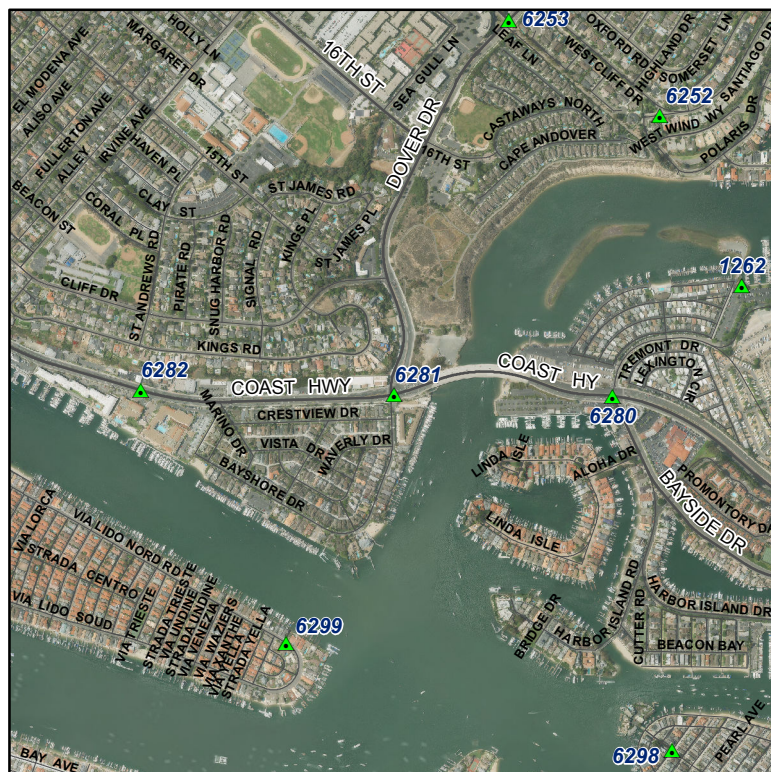 HOLLY LN
6253
EL MODENA AVE
MARGARET DR
16TH ST
SEA GULL LN
LEAF LN
OXFORD RD
HIGHLAND DR
SOMERSET LN
SANTIAGO DR
WESTCLIFF DR
ALISO AVE
FULLERTON AVE
ALLEY
IRVINE AVE
HAVEN PL
15TH ST
DOVER DR
CASTAWAYS NORTH
6252
WEST WIND WY
POLARIS DR
16TH ST
CAPE ANDOVER
BEACON ST
CORAL PL
CLAY ST
ST JAMES RD
KINGS PL
ST JAMES PL
ST ANDREWS RD
PIRATE RD
SNUG HARBOR RD
SIGNAL RD
1262
CLIFF DR
KINGS RD
TREMONT DR
LEXINGTON CIR
6282
COAST HWY
6281
COAST HY
6280
MARINO DR
CRESTVIEW DR
VISTA DR
WAVERLY DR
BAYSHORE DR
LINDA ISLE
ALOHA DR
PROMONTORY DR
BAYSIDE DR
VIA LORCA
VIA LIDO NORD RD
STRADA CENTRO
VIA LIDO SOUD
LINDA ISLE
VIA TRIESTE
STRADA TRIESTE
VIA UNDINE
STRADA UNDINE
VIA VENEZIA
VIA WAZIERS
VIA XANTHE
VIA YELLA
STRADA YELLA
6299
BRIDGE DR
HARBOR ISLAND RD
CUTTER RD
HARBOR ISLAND DR
BEACON BAY
PEARL AVE
6298
BAY AVE